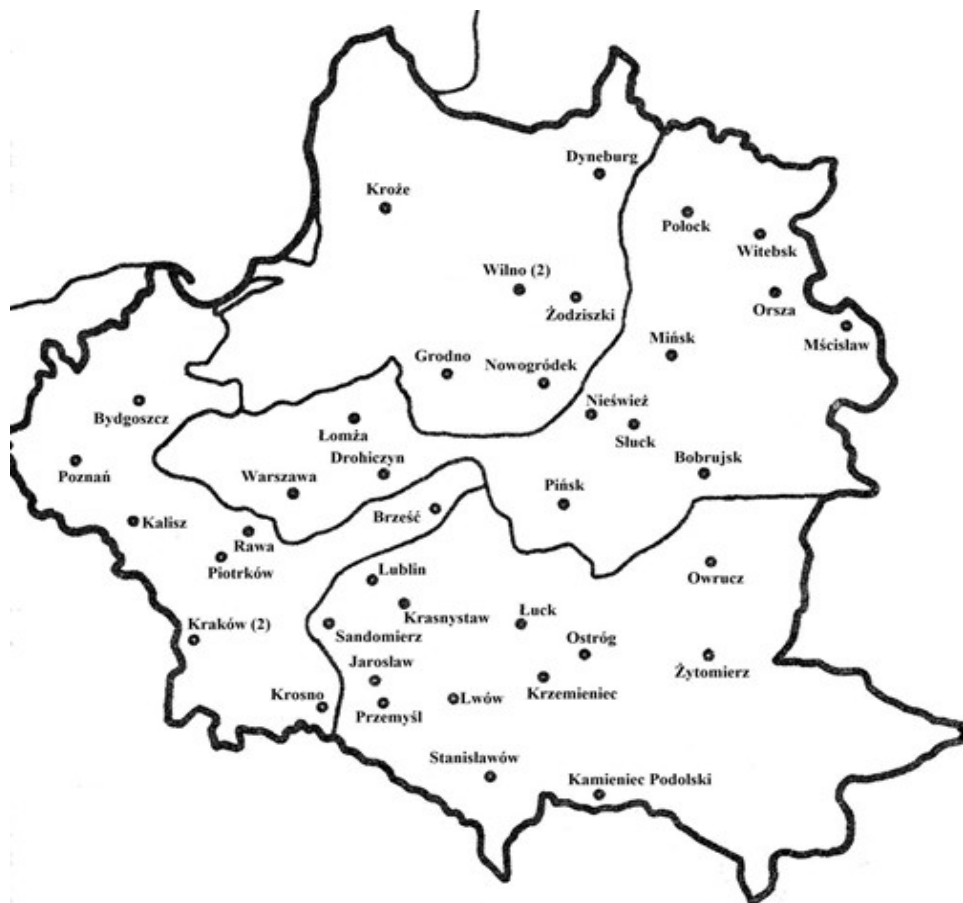 Dyneburg
Kroże
Połock
Witebsk
Wilno (2)
Żodziszki
Orsza
Mścisław
Mińsk
Grodno
Nowogródek
Bydgoszcz
Nieśwież
Łomża
Słuck
Drohiczyn
Poznań
Warszawa
Bobrujsk
Pińsk
Brześć
Kalisz
Rawa
Piotrków
Owrucz
Lublin
Krasnystaw
Łuck
Kraków (2)
Sandomierz
Ostróg
Jarosław
Żytomierz
Krosno
Przemyśl
Lwów
Krzemieniec
Stanisławów
Kamieniec Podolski